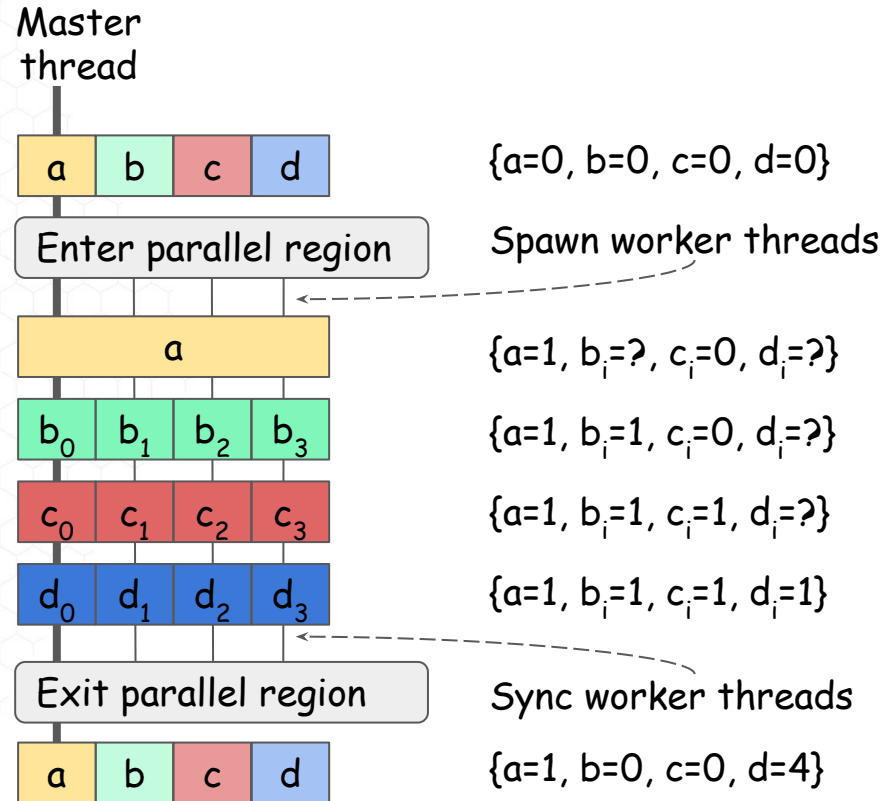 Master
thread
a b c d {a=0, b=0, c=0, d=0}
Enter parallel region Spawn worker threads
a {a=1, bᵢ=?, cᵢ=0, dᵢ=?}
b₀ b₁ b₂ b₃ {a=1, bᵢ=1, cᵢ=0, dᵢ=?}
c₀ c₁ c₂ c₃ {a=1, bᵢ=1, cᵢ=1, dᵢ=?}
d₀ d₁ d₂ d₃ {a=1, bᵢ=1, cᵢ=1, dᵢ=1}
Exit parallel region Sync worker threads
a b c d {a=1, b=0, c=0, d=4}